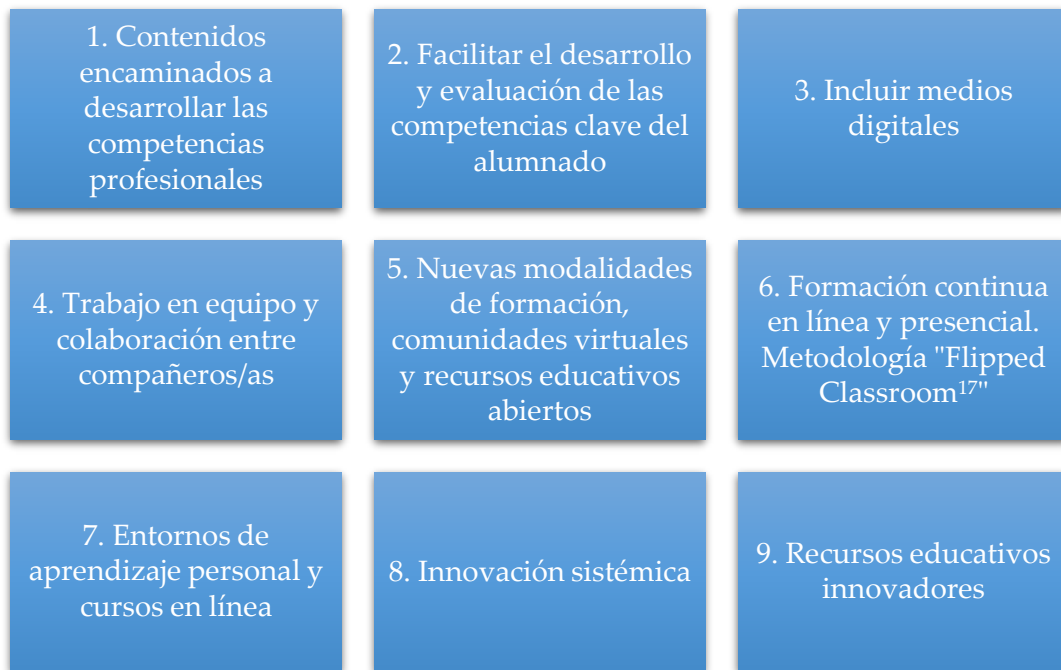 1. Contenidos
encaminados a
desarrollar las
competencias
profesionales
2. Facilitar el desarrollo
y evaluación de las
competencias clave del
alumnado
3. Incluir medios
digitales
4. Trabajo en equipo y
colaboración entre
compañeros/as
5. Nuevas modalidades
de formación,
comunidades virtuales
y recursos educativos
abiertos
6. Formación continua
en línea y presencial.
Metodología "Flipped
Classroom¹⁷"
7. Entornos de
aprendizaje personal y
cursos en línea
8. Innovación sistémica
9. Recursos educativos
innovadores